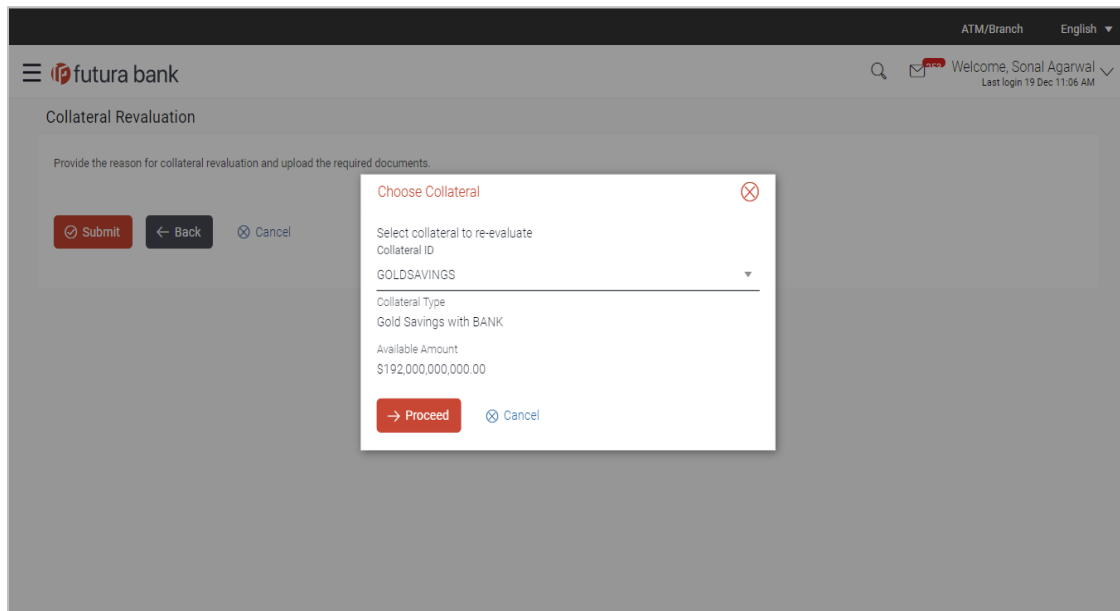 ATM/Branch English
futura bank
Welcome, Sonal Agarwal
Last login 19 Dec 11:06 AM
Collateral Revaluation
Provide the reason for collateral revaluation and upload the required documents.
Submit Back Cancel
Choose Collateral
Select collateral to re-evaluate
Collateral ID
GOLDSAVINGS
Collateral Type
Gold Savings with BANK
Available Amount
$192,000,000,000.00
Proceed Cancel